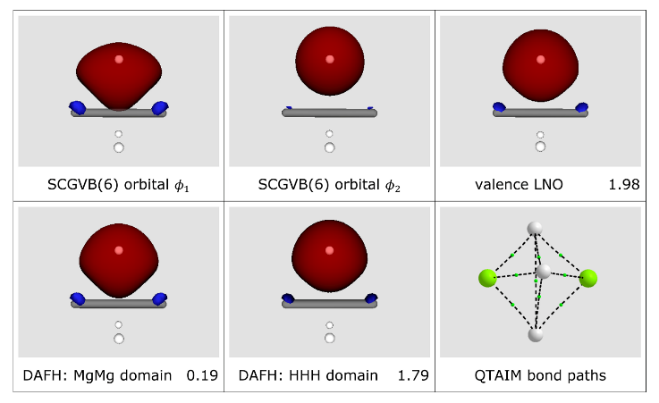 SCGVB(6) orbital ϕ₁
SCGVB(6) orbital ϕ₂
valence LNO 1.98
DAFH: MgMg domain 0.19
DAFH: HHH domain 1.79
QTAIM bond paths